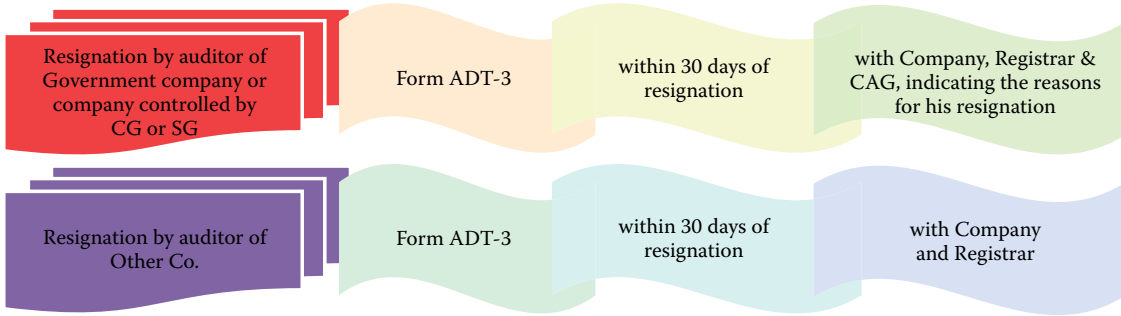 Resignation by auditor of
Government company or
company controlled by
CG or SG
Form ADT-3
within 30 days of
resignation
with Company, Registrar &
CAG, indicating the reasons
for his resignation
Resignation by auditor of
Other Co.
Form ADT-3
within 30 days of
resignation
with Company
and Registrar